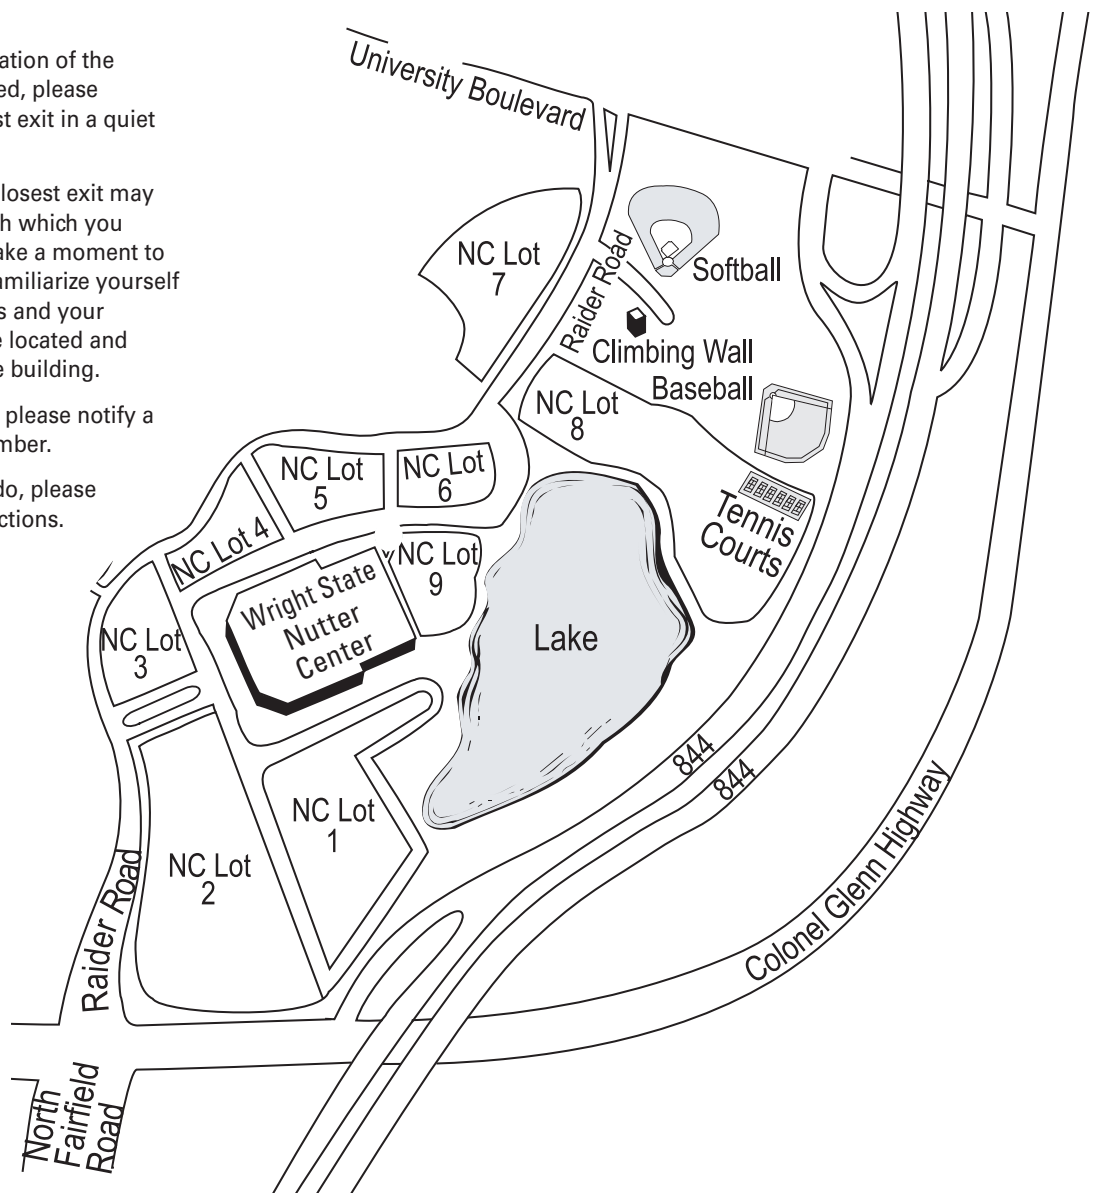 ation of the
ed, please
st exit in a quiet
losest exit may
h which you
ake a moment to
amiliarize yourself
s and your
e located and
e building.
please notify a
mber.
do, please
ctions.
University Boulevard
NC Lot
7
Raider Road
Softball
Climbing Wall
Baseball
NC Lot
8
NC Lot
5
NC Lot
6
Tennis
Courts
NC Lot 4
NC Lot
9
Wright State
Nutter
Center
Lake
NC Lot
3
844
844
NC Lot
1
NC Lot
2
Raider Road
Colonel Glenn Highway
North
Fairfield
Road